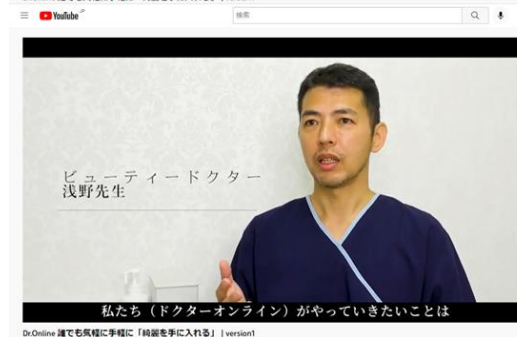 YouTube JP
検索
ビューティードクター
浅野先生
私たち（ドクターオンライン）がやっていきたいことは
Dr.Online 誰でも気軽に手軽に「綺麗を手に入れる」 | version1